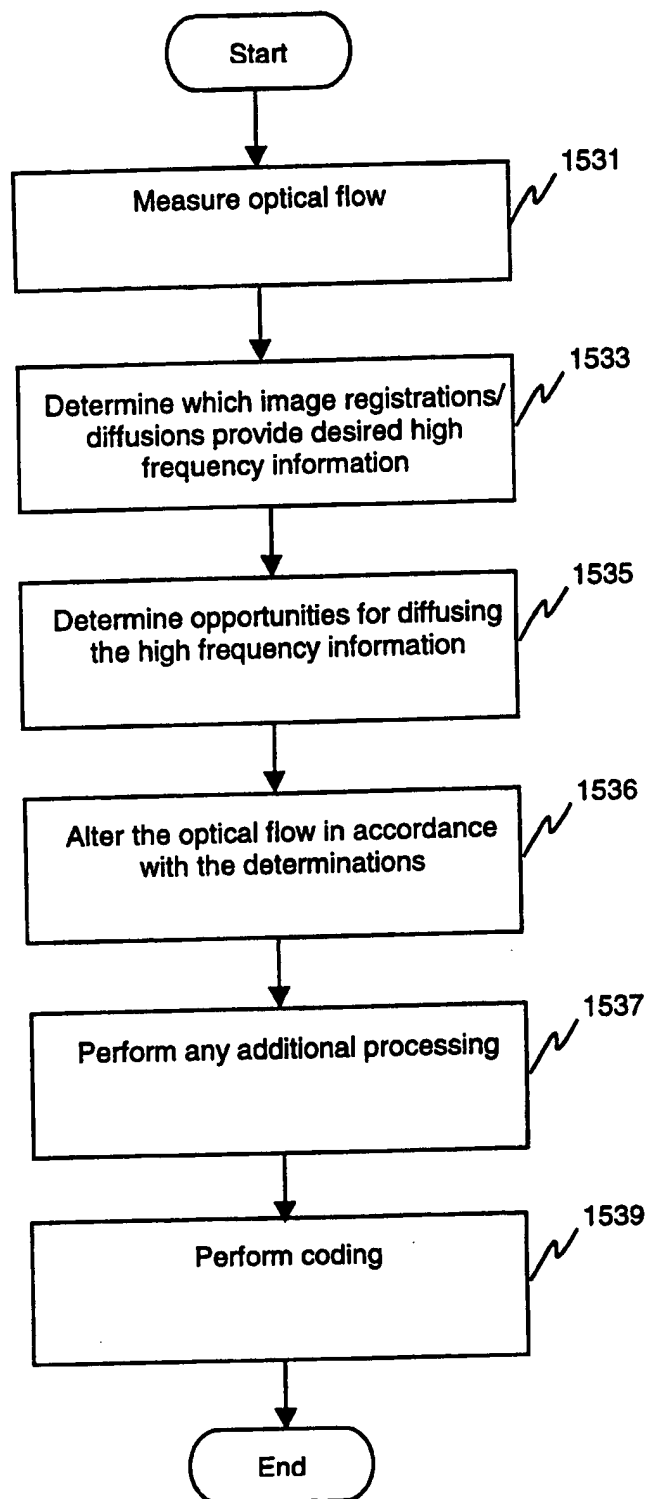 Start
1531
Measure optical flow
1533
Determine which image registrations/
diffusions provide desired high
frequency information
1535
Determine opportunities for diffusing
the high frequency information
1536
Alter the optical flow in accordance
with the determinations
1537
Perform any additional processing
1539
Perform coding
End